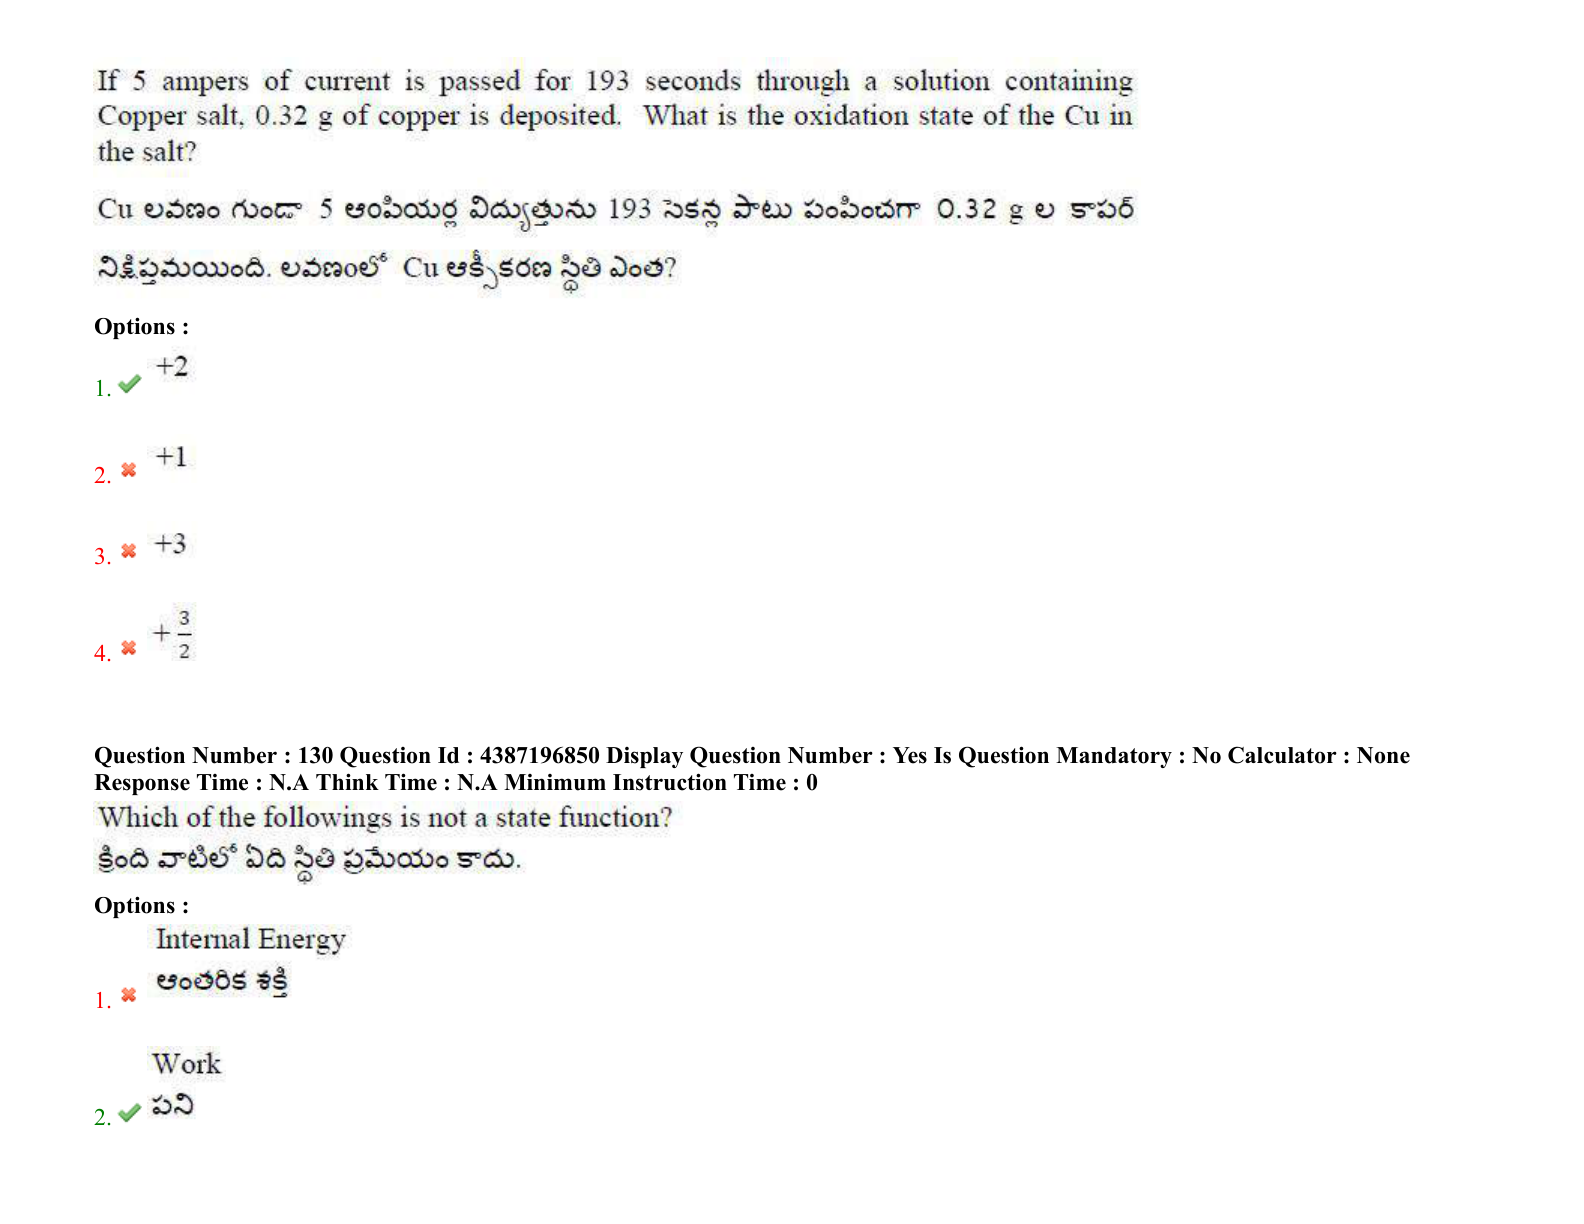 If 5 ampers of current is passed for 193 seconds through a solution containing
Copper salt, 0.32 g of copper is deposited. What is the oxidation state of the Cu in
the salt?
Cu లవణం గుండా 5 ఆంపియర్ల విద్యుత్తును 193 సెకన్ల పాటు పంపించగా 0.32 g ల కాపర్
నిక్షిప్తమయింది. లవణంలో Cu ఆక్సీకరణ స్థితి ఎంత?
Options :
+2
1.
+1
2.
+3
3.
+ 3/2
4.
Question Number : 130 Question Id : 4387196850 Display Question Number : Yes Is Question Mandatory : No Calculator : None
Response Time : N.A Think Time : N.A Minimum Instruction Time : 0
Which of the followings is not a state function?
క్రింది వాటిలో ఏది స్థితి ప్రమేయం కాదు.
Options :
Internal Energy
ఆంతరిక శక్తి
1.
Work
పని
2.